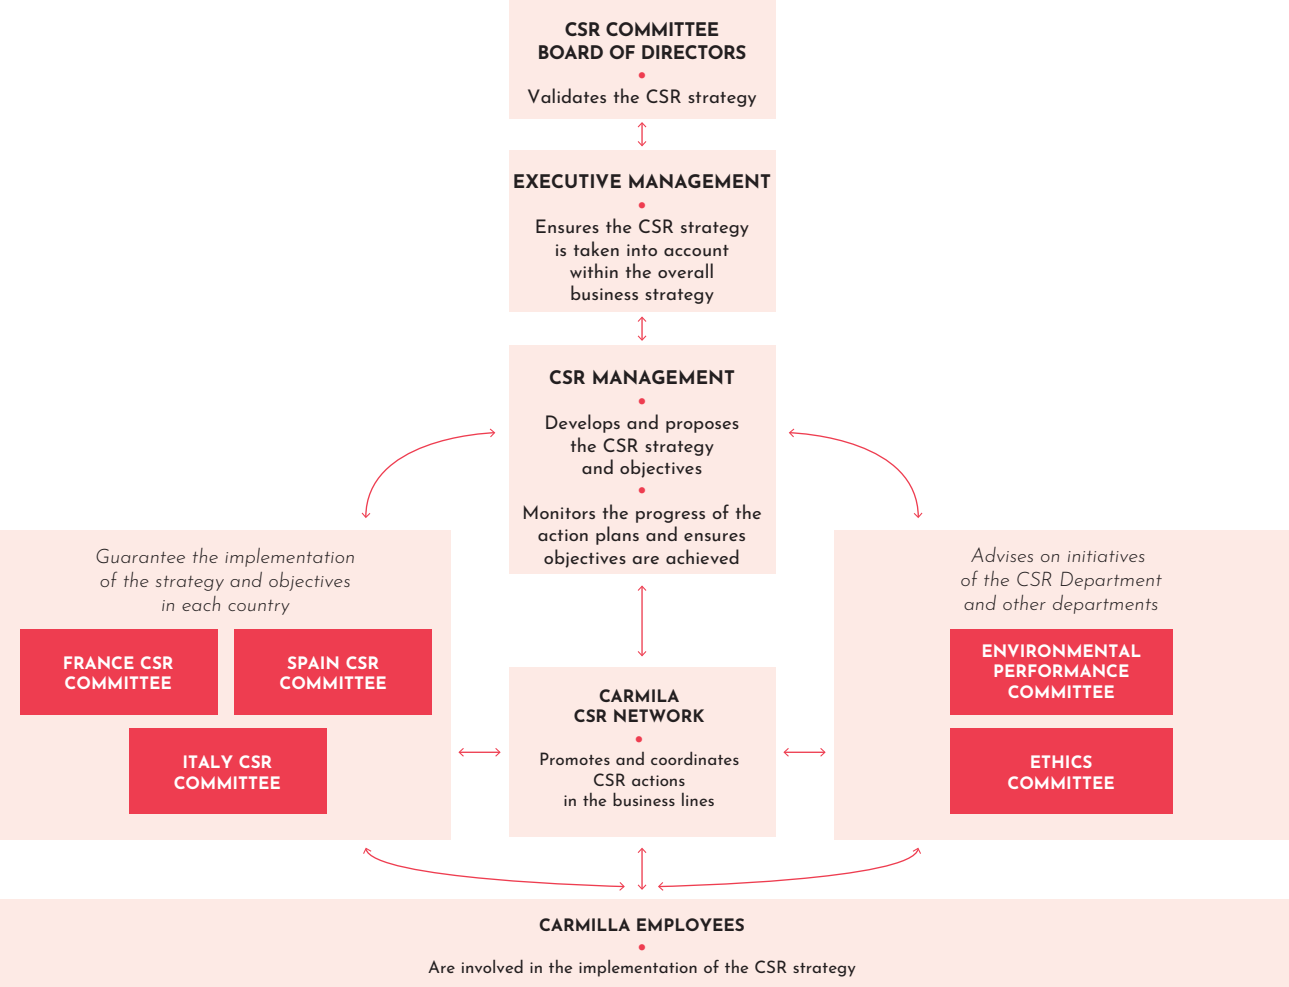 CSR COMMITTEE
BOARD OF DIRECTORS
Validates the CSR strategy
EXECUTIVE MANAGEMENT
Ensures the CSR strategy
is taken into account
within the overall
business strategy
CSR MANAGEMENT
Develops and proposes
the CSR strategy
and objectives
Monitors the progress of the
action plans and ensures
objectives are achieved
Guarantee the implementation
of the strategy and objectives
in each country
FRANCE CSR
COMMITTEE
SPAIN CSR
COMMITTEE
ITALY CSR
COMMITTEE
CARMILA
CSR NETWORK
Promotes and coordinates
CSR actions
in the business lines
Advises on initiatives
of the CSR Department
and other departments
ENVIRONMENTAL
PERFORMANCE
COMMITTEE
ETHICS
COMMITTEE
CARMILLA EMPLOYEES
Are involved in the implementation of the CSR strategy